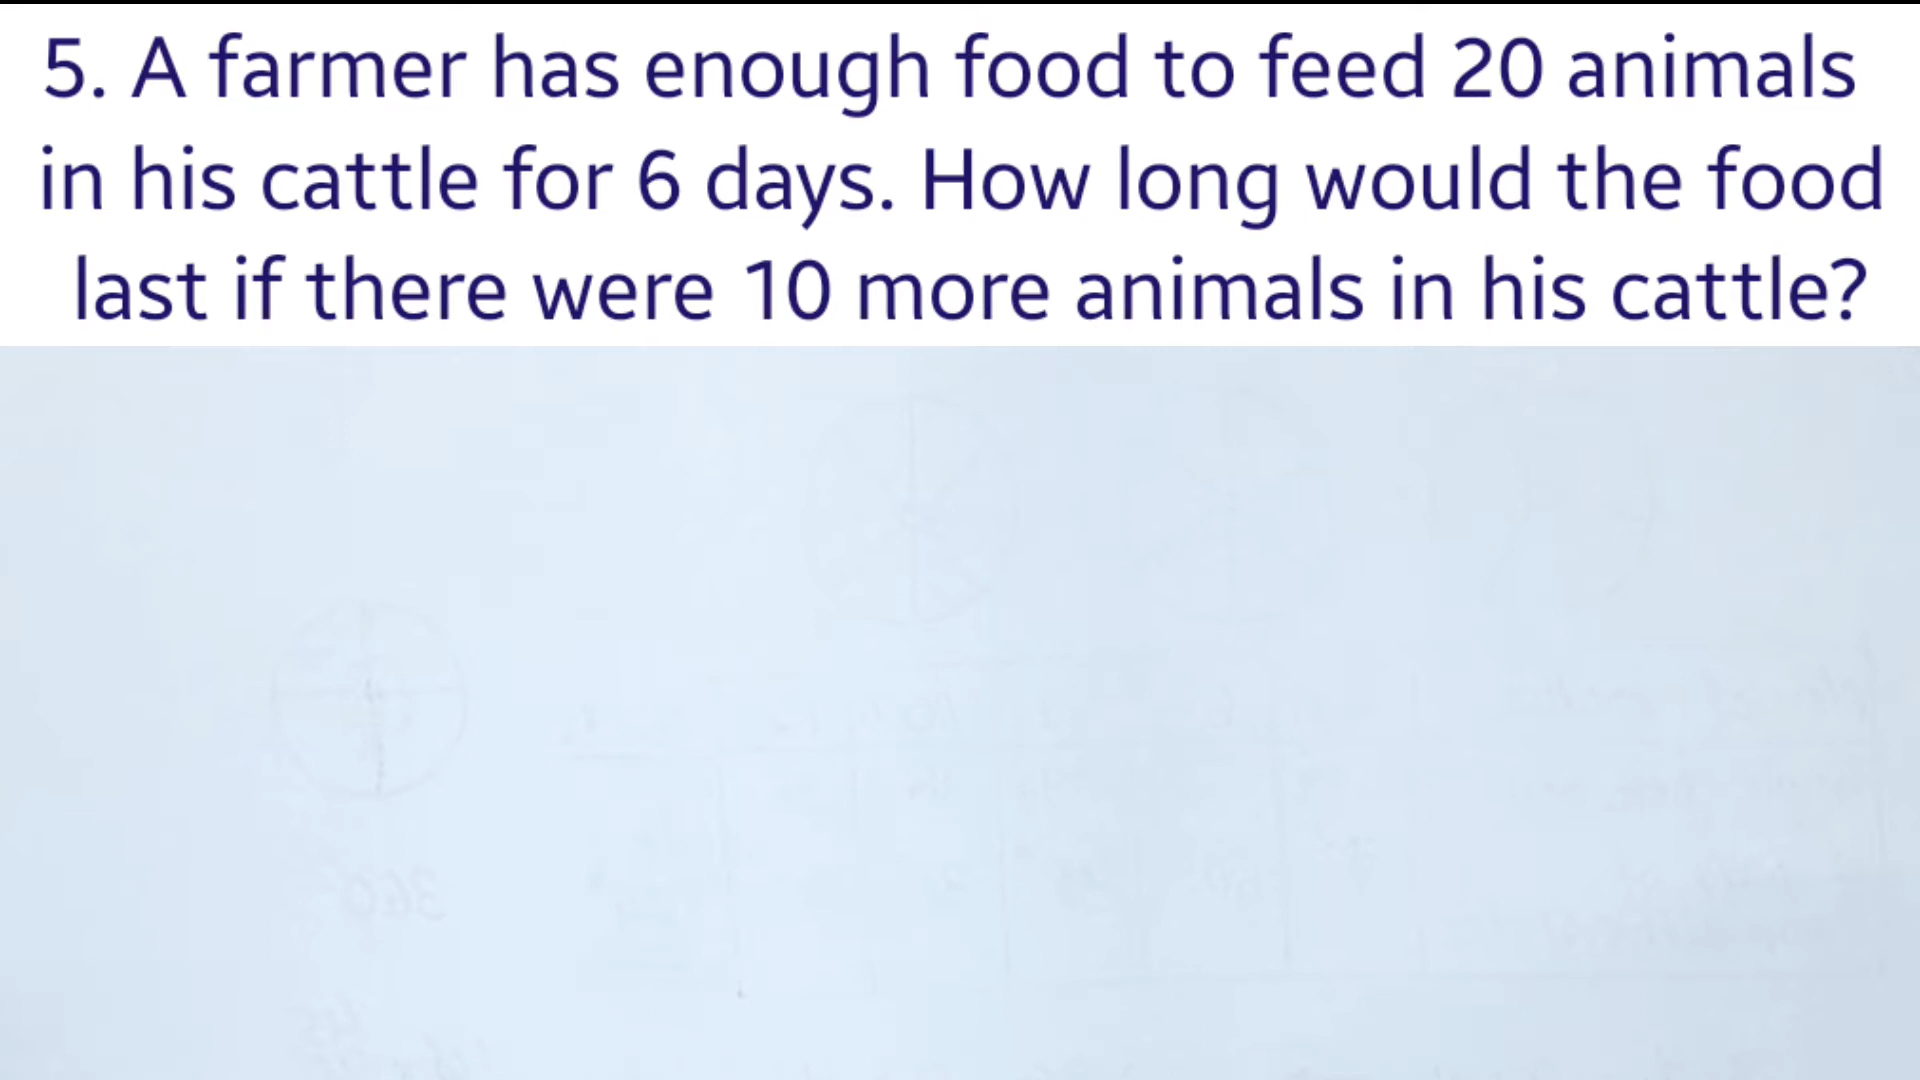 5. A farmer has enough food to feed 20 animals
in his cattle for 6 days. How long would the food
last if there were 10 more animals in his cattle?
360